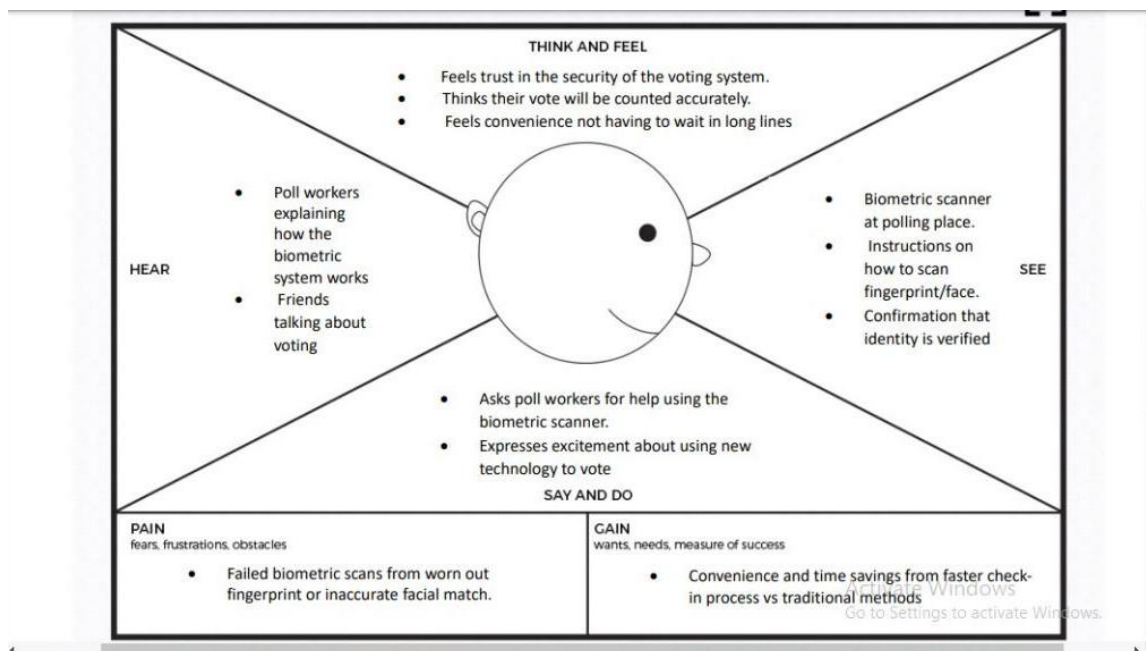 THINK AND FEEL
• Feels trust in the security of the voting system.
• Thinks their vote will be counted accurately.
• Feels convenience not having to wait in long lines
HEAR
• Poll workers
explaining
how the
biometric
system works
• Friends
talking about
voting
• Biometric scanner
at polling place.
• Instructions on
how to scan
fingerprint/face.
• Confirmation that
identity is verified
SEE
• Asks poll workers for help using the
biometric scanner.
• Expresses excitement about using new
technology to vote
SAY AND DO
PAIN
fears, frustrations, obstacles
• Failed biometric scans from worn out
fingerprint or inaccurate facial match.
GAIN
wants, needs, measure of success
• Convenience and time savings from faster check-
in process vs traditional methods
Activate Windows
Go to Settings to activate Windows.